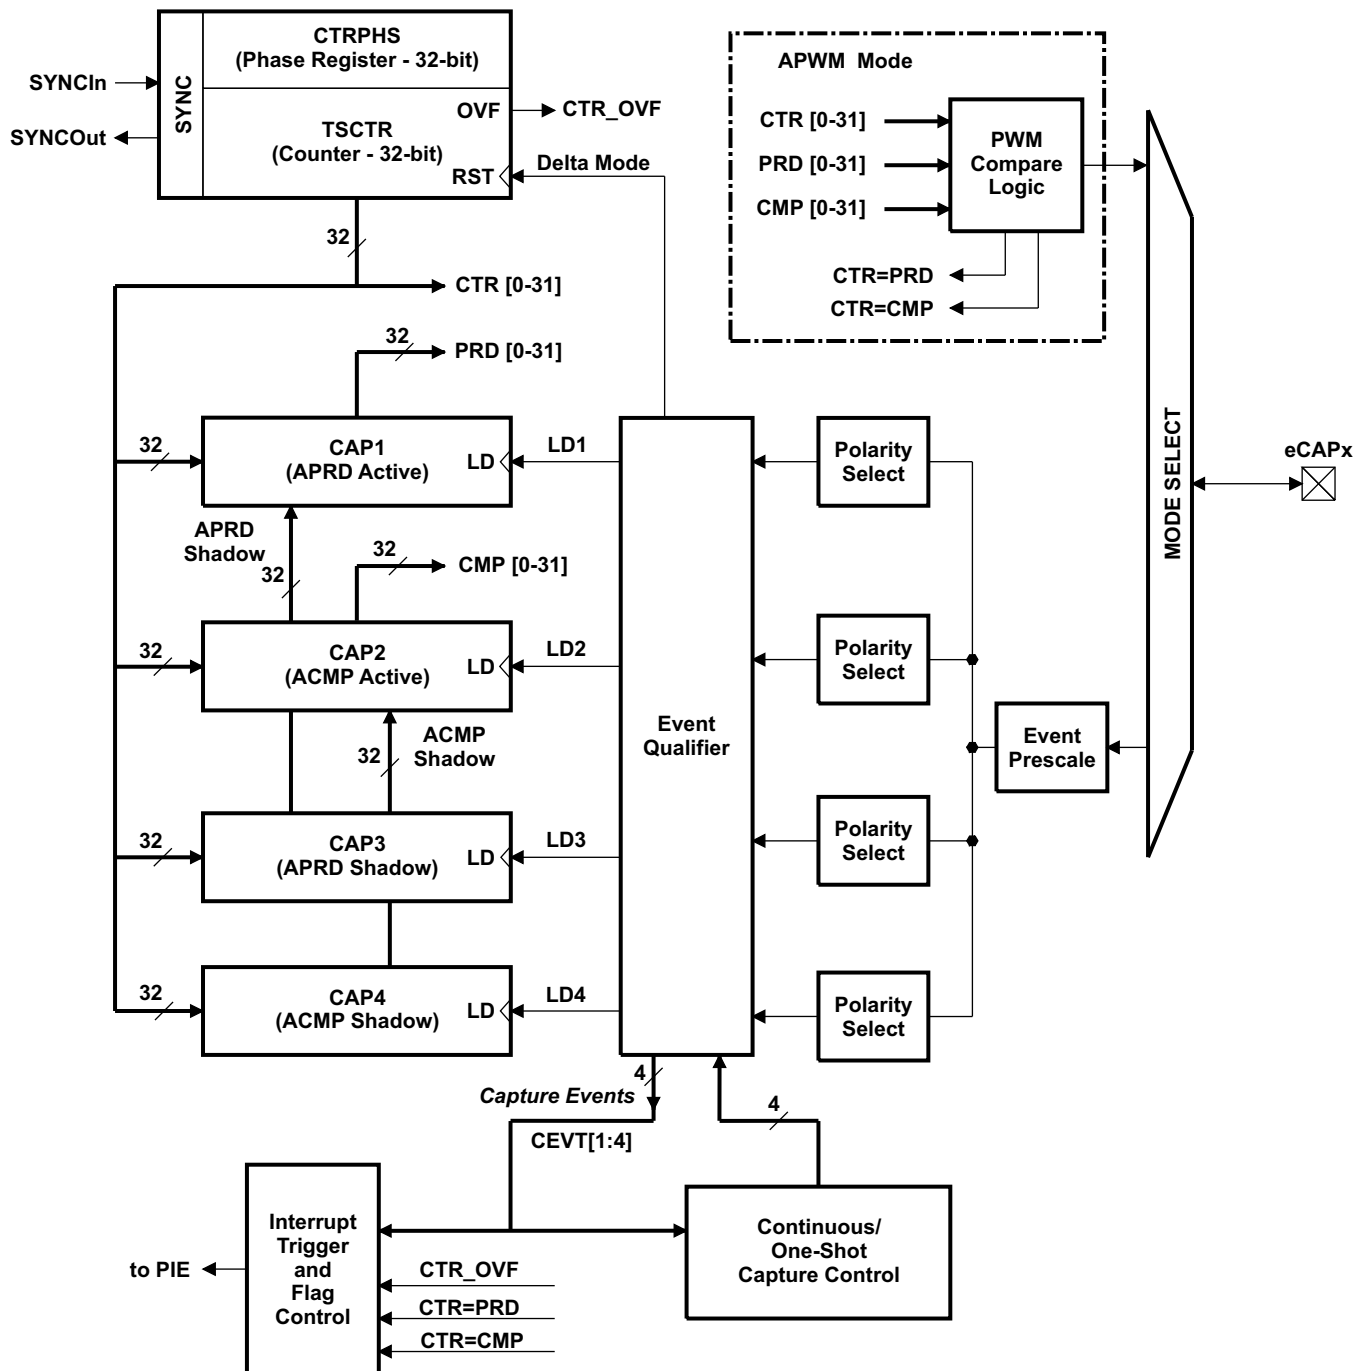 CTRPHS
(Phase Register - 32-bit)
SYNC
SYNCIn
SYNCOut
OVF
CTR_OVF
TSCTR
(Counter - 32-bit)
RST
Delta Mode
32
CTR [0-31]
APWM Mode
CTR [0-31]
PRD [0-31]
CMP [0-31]
PWM
Compare
Logic
CTR=PRD
CTR=CMP
32
PRD [0-31]
32
CAP1
(APRD Active)
LD
LD1
Polarity
Select
MODE SELECT
eCAPx
APRD
Shadow
32
32
CMP [0-31]
32
CAP2
(ACMP Active)
LD
LD2
Polarity
Select
Event
Qualifier
Event
Prescale
32
ACMP
Shadow
32
CAP3
(APRD Shadow)
LD
LD3
Polarity
Select
32
CAP4
(ACMP Shadow)
LD
LD4
Polarity
Select
4
Capture Events
CEVT[1:4]
4
Interrupt
Trigger
and
Flag
Control
to PIE
CTR_OVF
CTR=PRD
CTR=CMP
Continuous/
One-Shot
Capture Control